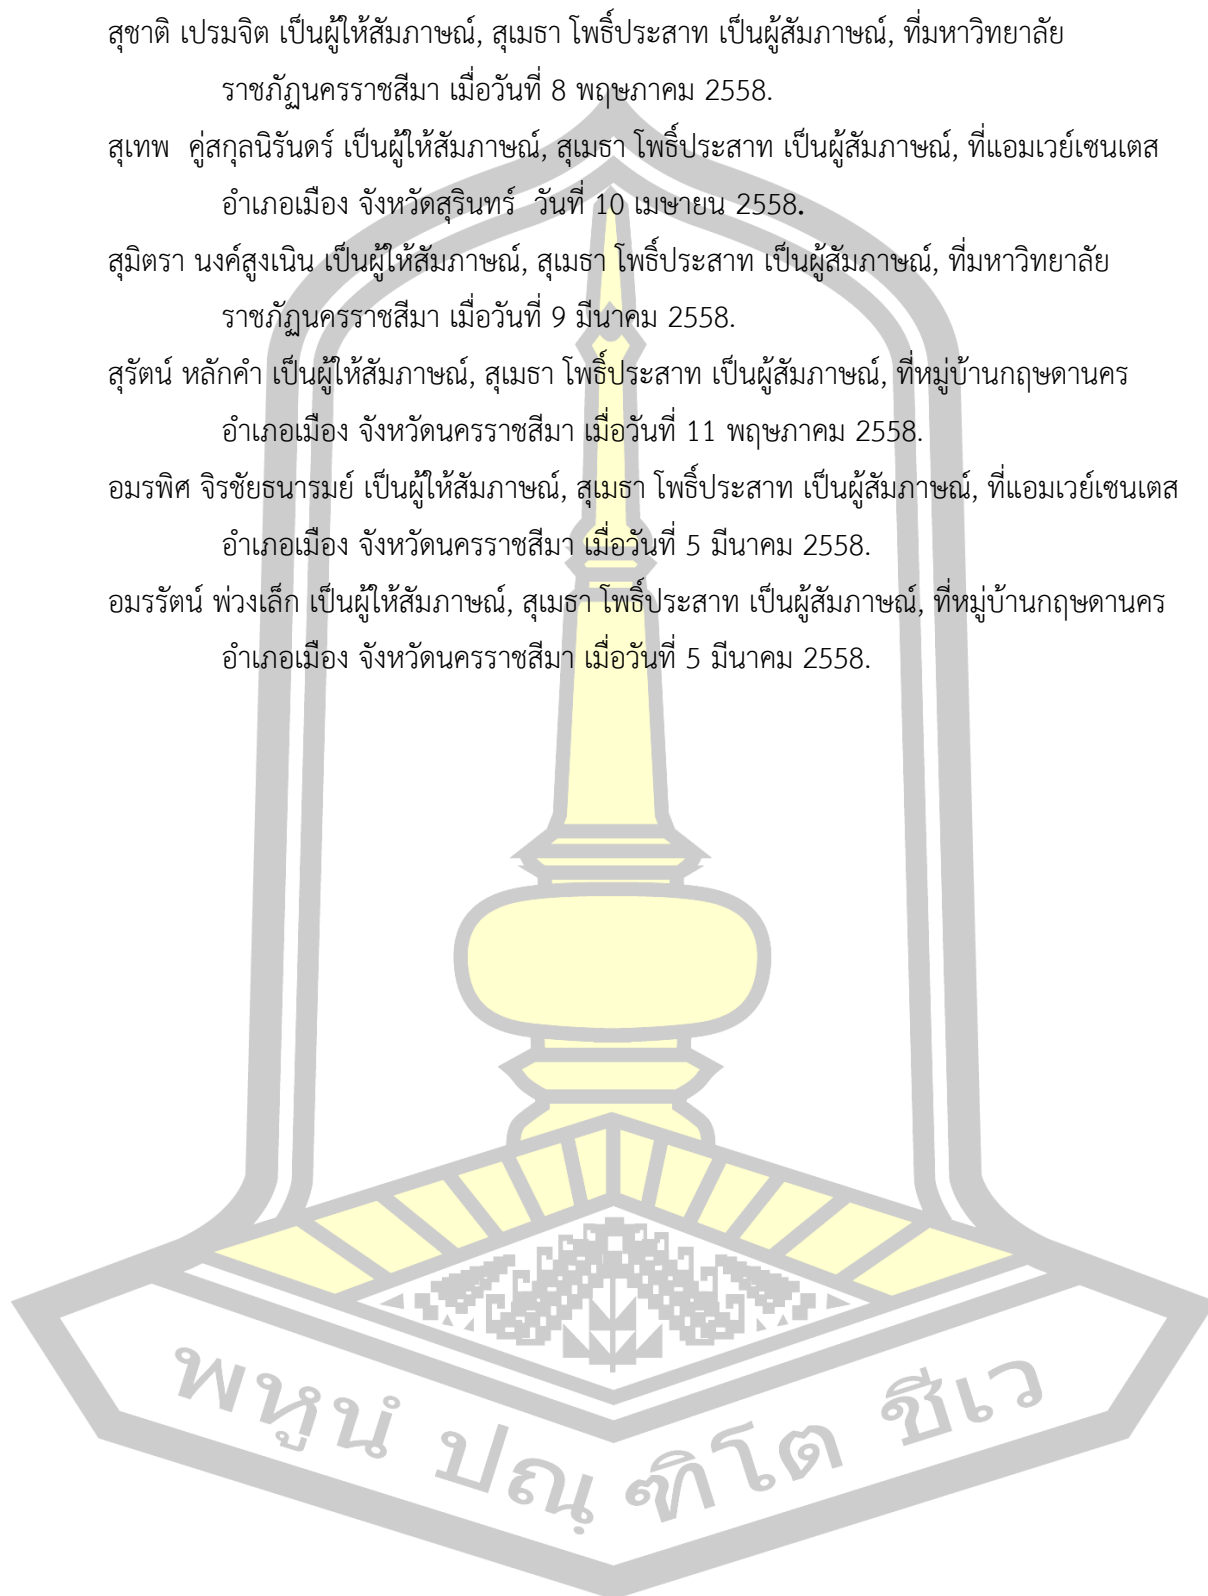 สุชาติ เปรมจิต เป็นผู้ให้สัมภาษณ์, สุเมธา โพธิ์ประสาท เป็นผู้สัมภาษณ์, ที่มหาวิทยาลัย
ราชภัฏนครราชสีมา เมื่อวันที่ 8 พฤษภาคม 2558.
สุเทพ  คู่สกุลนิรันดร์ เป็นผู้ให้สัมภาษณ์, สุเมธา โพธิ์ประสาท เป็นผู้สัมภาษณ์, ที่แอมเวย์เซนเตส
อำเภอเมือง จังหวัดสุรินทร์  วันที่ 10 เมษายน 2558.
สุมิตรา นงค์สูงเนิน เป็นผู้ให้สัมภาษณ์, สุเมธา โพธิ์ประสาท เป็นผู้สัมภาษณ์, ที่มหาวิทยาลัย
ราชภัฏนครราชสีมา เมื่อวันที่ 9 มีนาคม 2558.
สุรัตน์ หลักคำ เป็นผู้ให้สัมภาษณ์, สุเมธา โพธิ์ประสาท เป็นผู้สัมภาษณ์, ที่หมู่บ้านกฤษดานคร
อำเภอเมือง จังหวัดนครราชสีมา เมื่อวันที่ 11 พฤษภาคม 2558.
อมรพิศ จิรชัยธนารมย์ เป็นผู้ให้สัมภาษณ์, สุเมธา โพธิ์ประสาท เป็นผู้สัมภาษณ์, ที่แอมเวย์เซนเตส
อำเภอเมือง จังหวัดนครราชสีมา เมื่อวันที่ 5 มีนาคม 2558.
อมรรัตน์ พ่วงเล็ก เป็นผู้ให้สัมภาษณ์, สุเมธา โพธิ์ประสาท เป็นผู้สัมภาษณ์, ที่หมู่บ้านกฤษดานคร
อำเภอเมือง จังหวัดนครราชสีมา เมื่อวันที่ 5 มีนาคม 2558.
พหูนํ ปณฺ ฑิโต ชีเว